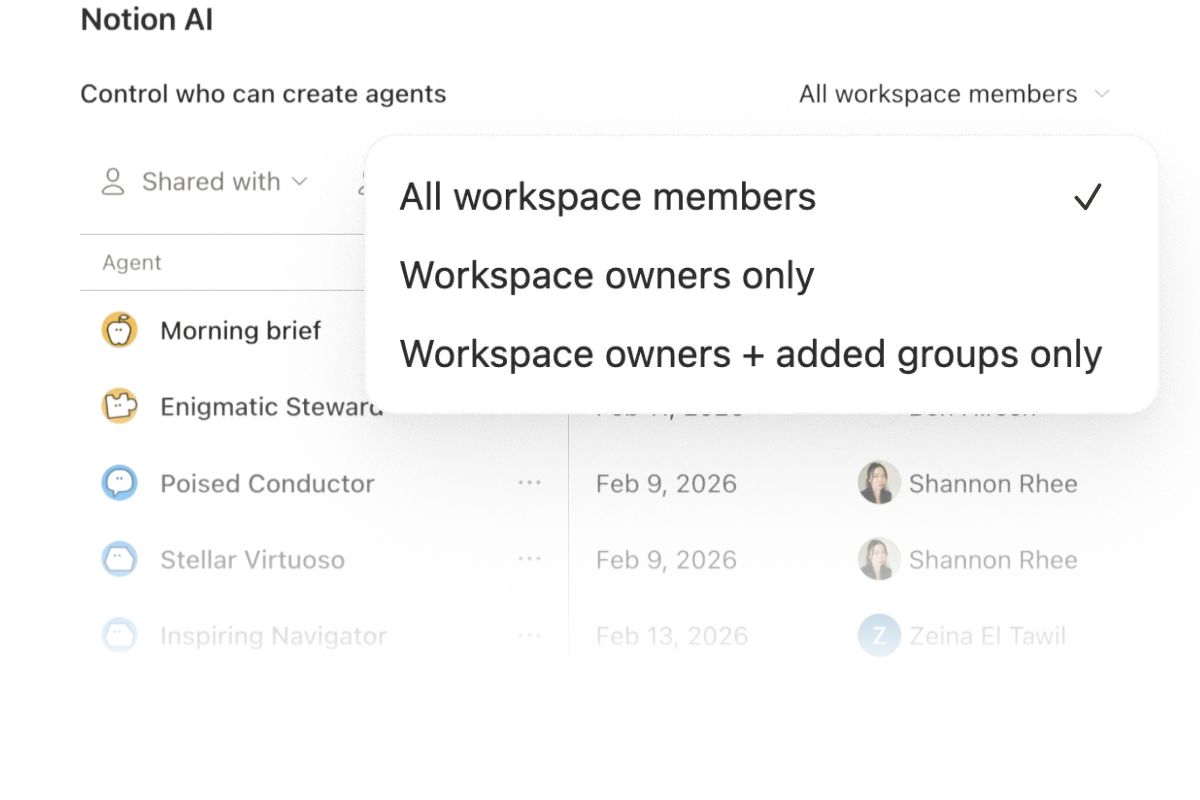 Notion AI
Control who can create agents
All workspace members
Shared with
All workspace members
Workspace owners only
Workspace owners + added groups only
Agent
Morning brief
Enigmatic Steward
Poised Conductor
Feb 9, 2026
Shannon Rhee
Stellar Virtuoso
Feb 9, 2026
Shannon Rhee
Inspiring Navigator
Feb 13, 2026
Z
Zeina El Tawil